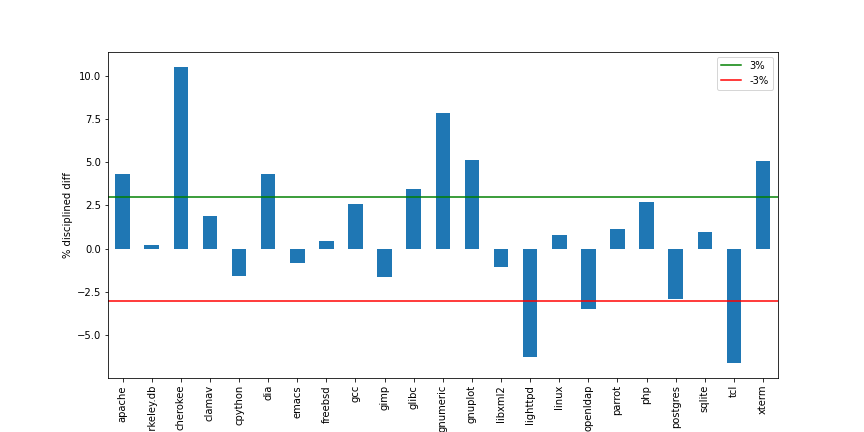 10.0
7.5
5.0
2.5
0.0
−2.5
−5.0
% disciplined diff
3%
-3%
apache
rkeley.db
cherokee
clamav
cpython
dia
emacs
freebsd
gcc
gimp
glibc
gnumeric
gnuplot
libxml2
lighttpd
linux
openldap
parrot
php
postgres
sqlite
tcl
xterm